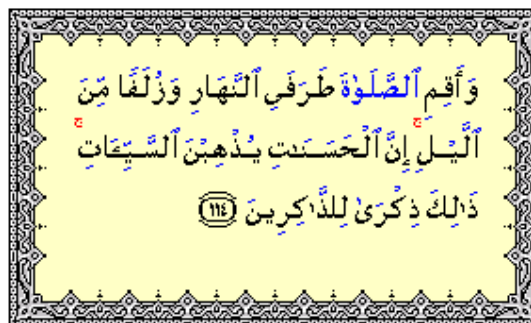 وَأَقِمِ ٱلصَّلَوٰةَ طَرَفَىِ ٱلنَّهَارِ وَزُلَفًا مِّنَ
ٱلَّيْلِ ۚ إِنَّ ٱلْحَسَنَـٰتِ يُذْهِبْنَ ٱلسَّيِّـَٔاتِ ۚ
ذَٰلِكَ ذِكْرَىٰ لِلذَّٰكِرِينَ ١١٤